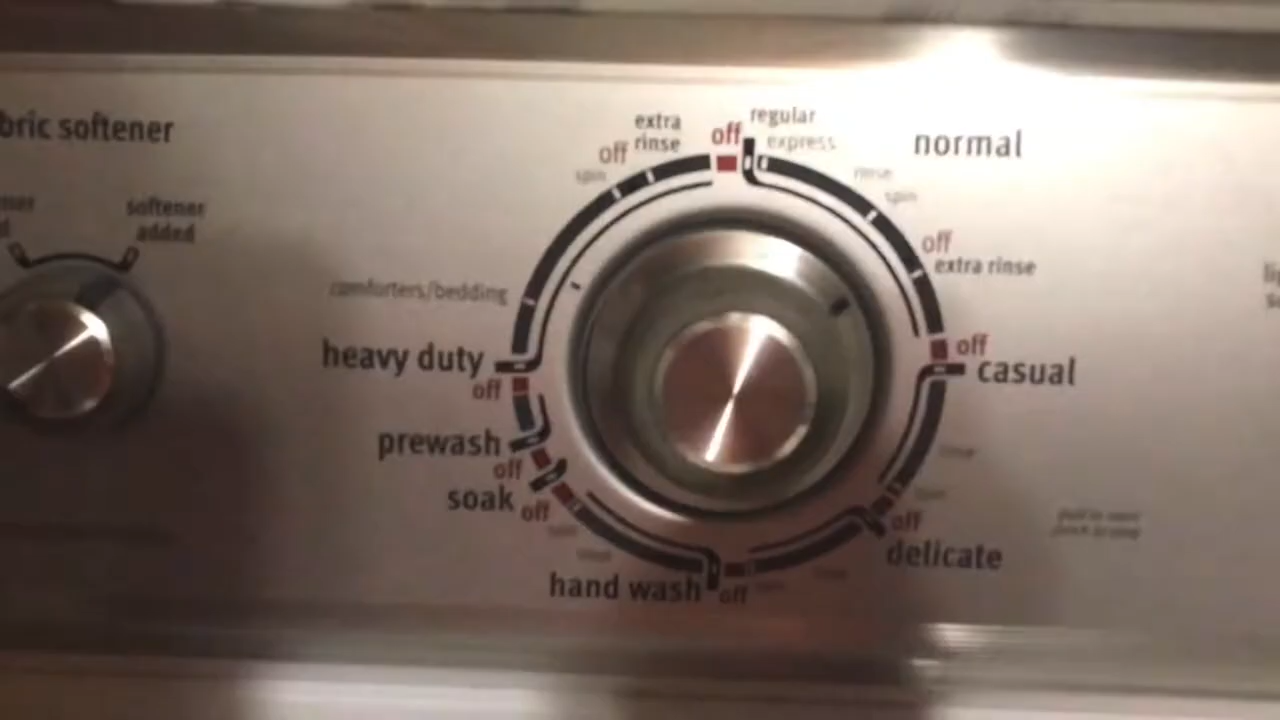 bric softener
softener
added
extra
rinse
off
spin
off
regular
express
normal
rinse
spin
off
extra rinse
comforters/bedding
heavy duty
off
off
casual
prewash
off
soak
off
off
delicate
hand wash
off